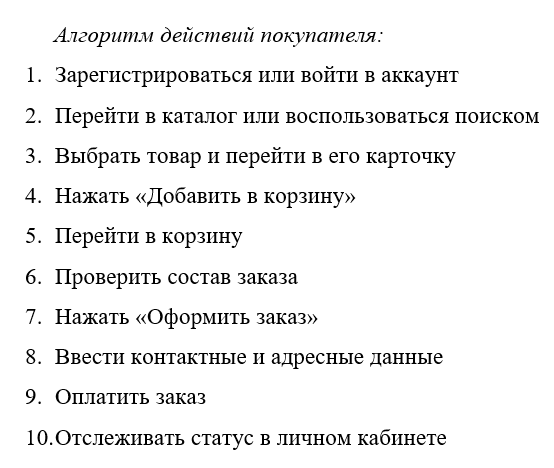 Алгоритм действий покупателя:
1. Зарегистрироваться или войти в аккаунт
2. Перейти в каталог или воспользоваться поиском
3. Выбрать товар и перейти в его карточку
4. Нажать «Добавить в корзину»
5. Перейти в корзину
6. Проверить состав заказа
7. Нажать «Оформить заказ»
8. Ввести контактные и адресные данные
9. Оплатить заказ
10. Отслеживать статус в личном кабинете